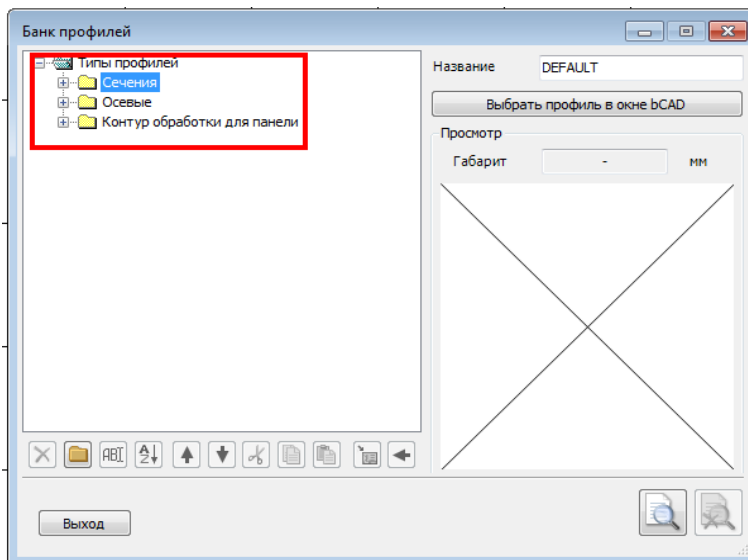 Банк профилей
Типы профилей
Сечения
Осевые
Контур обработки для панели
Название DEFAULT
Выбрать профиль в окне bCAD
Просмотр
Габарит - мм
ABI
A
Z
Выход